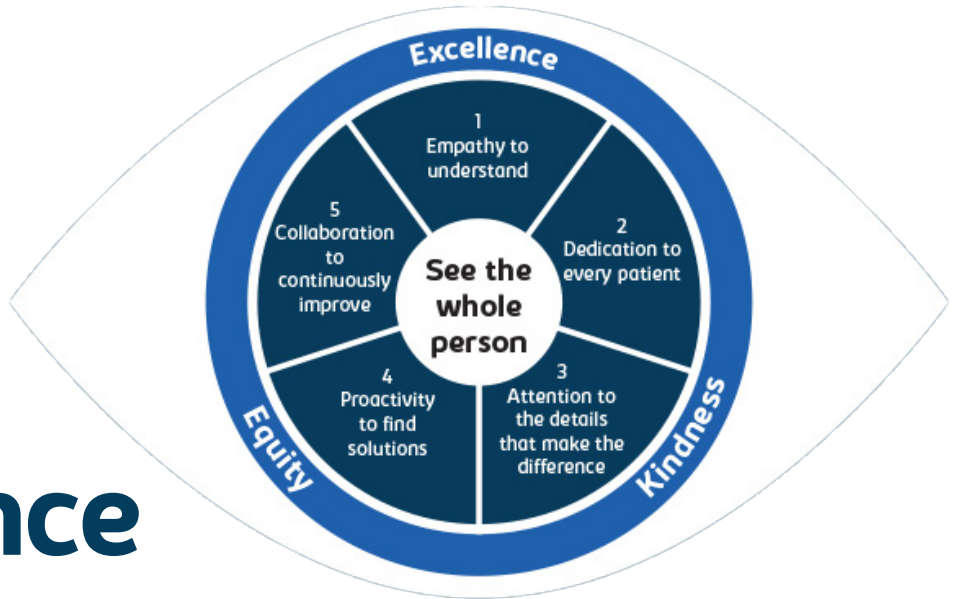 Excellence
1
Empathy to
understand
2
Dedication to
every patient
3
Attention to
the details
that make the
difference
4
Proactivity
to find
solutions
5
Collaboration
to
continuously
improve
See the
whole
person
Equity
Kindness
nce